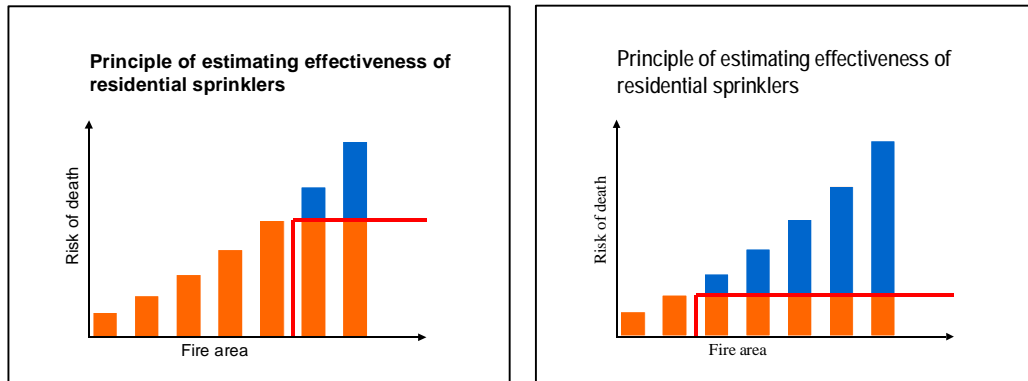 Principle of estimating effectiveness of
residential sprinklers
Risk of death
Fire area
Principle of estimating effectiveness of
residential sprinklers
Risk of death
Fire area